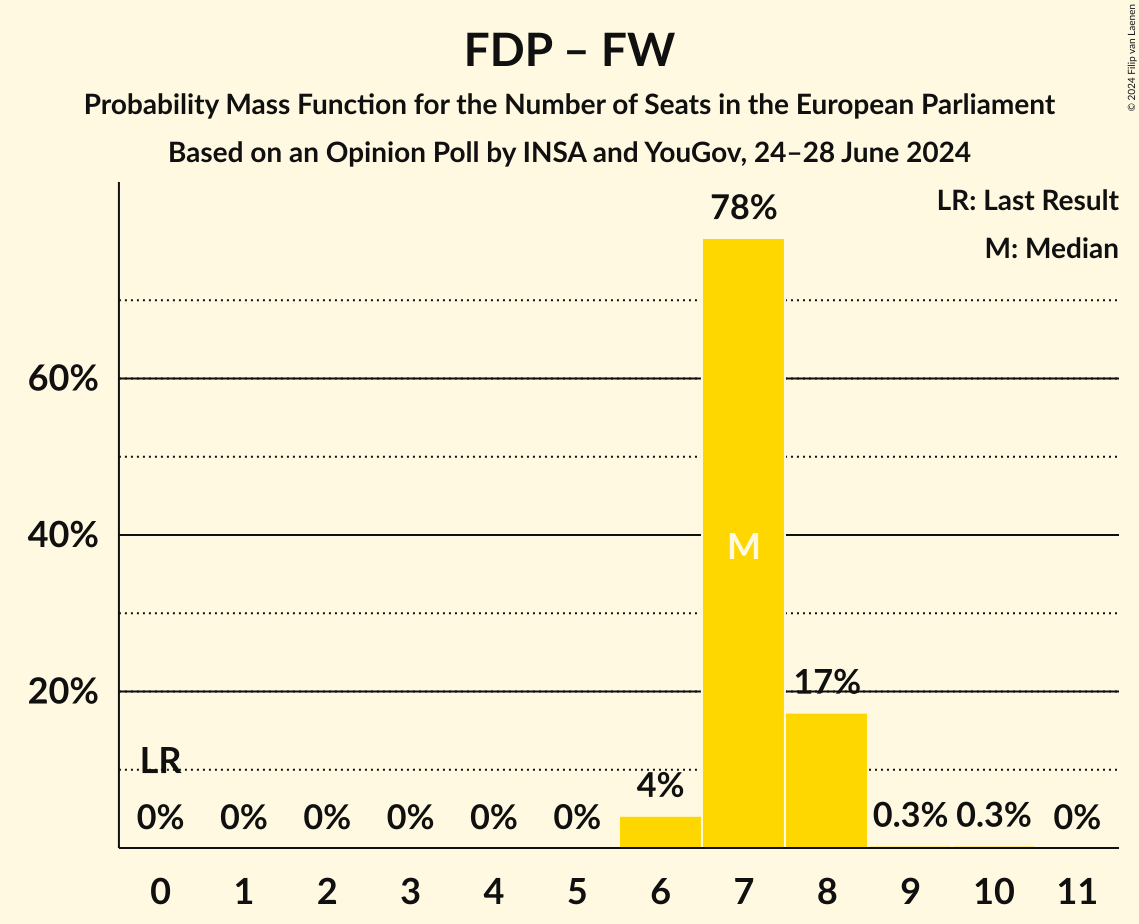 FDP – FW
Probability Mass Function for the Number of Seats in the European Parliament
Based on an Opinion Poll by INSA and YouGov, 24–28 June 2024
© 2024 Filip van Laenen
LR: Last Result
M: Median
78%
60%
40%
M
20%
17%
LR
4%
0% 0% 0% 0% 0% 0% 0.3% 0.3% 0%
0 1 2 3 4 5 6 7 8 9 10 11